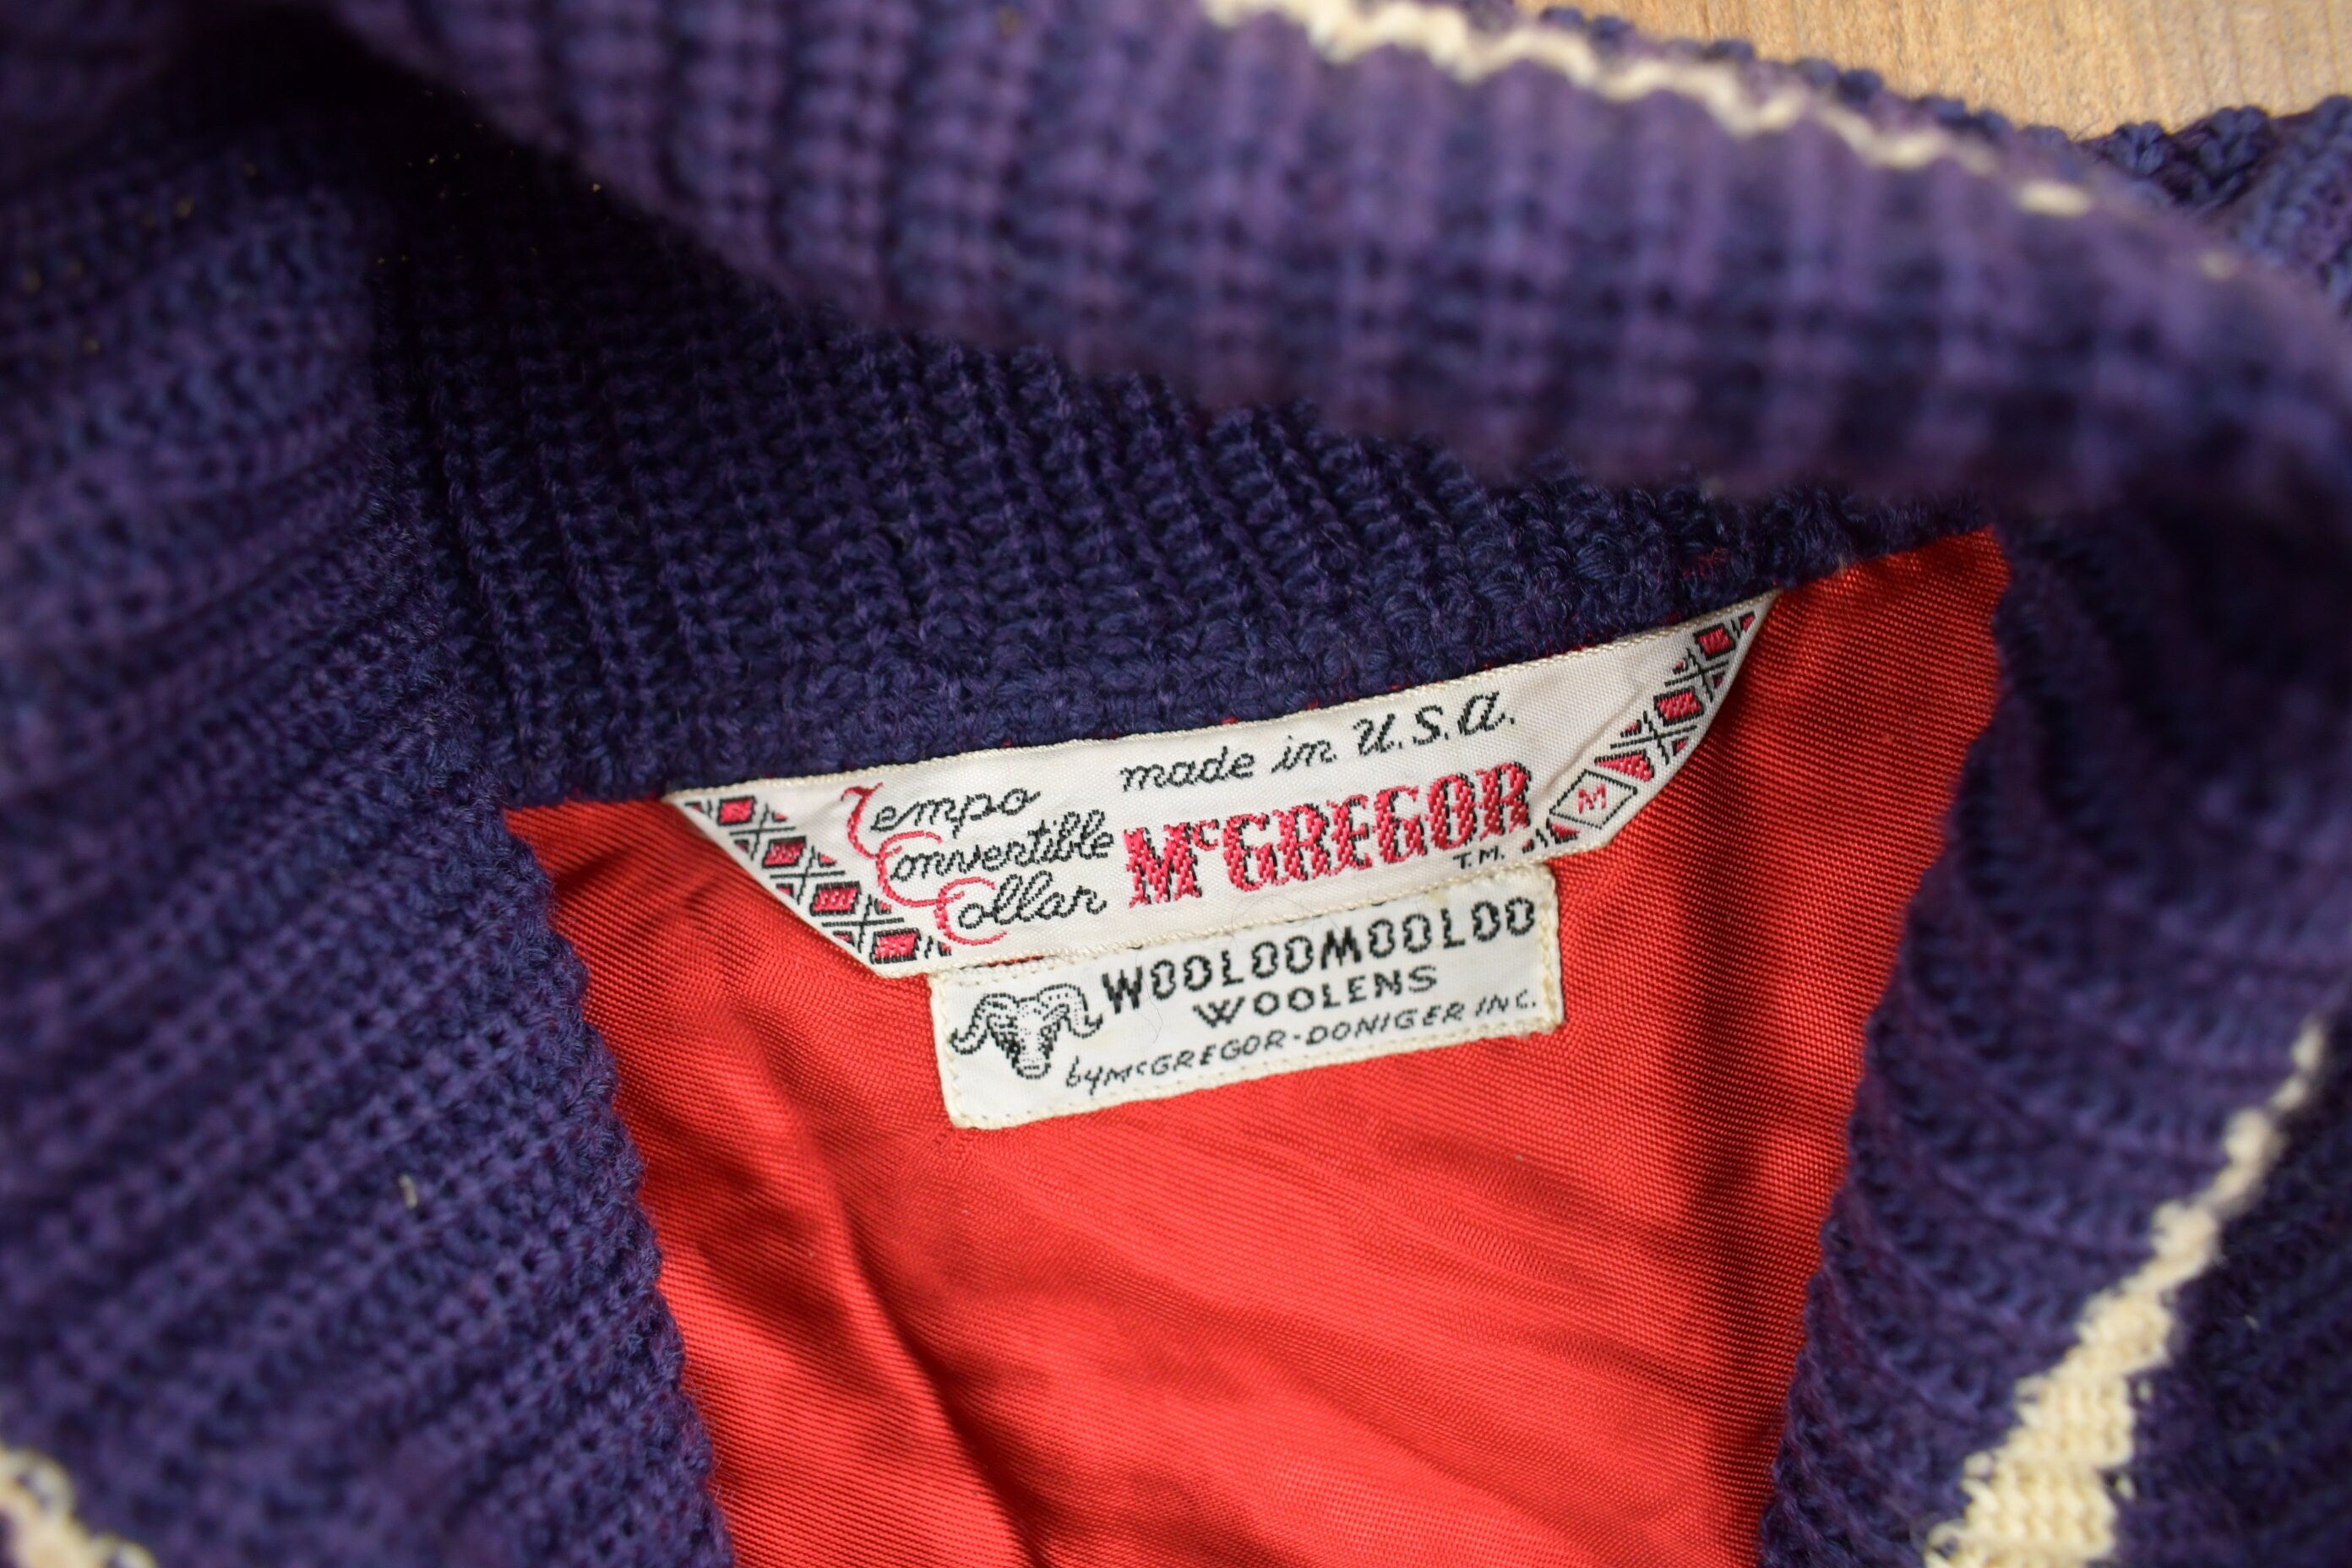 made in U.S.A.
Tempo
Convertible
Collar
McGREGOR
T.M.
M
WOOLOOMOOLOO
WOOLENS
by McGREGOR-DONIGER INC.